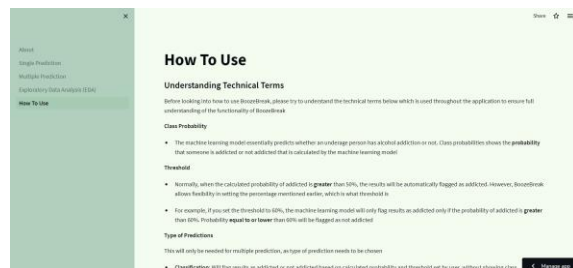 ×
Share
About
Single Prediction
Multiple Prediction
Exploratory Data Analysis (EDA)
How To Use
How To Use
Understanding Technical Terms
Before looking into how to use BoozeBreak, please try to understand the technical terms below which is used throughout the application to ensure full
understanding of the functionality of BoozeBreak
Class Probability
• The machine learning essentially predicts whether an underage person has alcohol addiction or not. Class probabilities shows the probability
that someone is addicted or not addicted that is calculated by the machine learning model
Threshold
• Normally, when the calculated probability of addicted is greater than 50%, the results will be automatically flagged as addicted. However, BoozeBreak
allows flexibility in setting the percentage mentioned earlier, which is what threshold is
• For example, if you set the threshold to 60%, the machine learning model will only flag results as addicted only if the probability of addicted is greater
than 60%. Probability equal to or lower than 60% will be flagged as not addicted
Type of Predictions
This will only be needed for multiple prediction, as type of prediction needs to be chosen
• Classification: Will flag results as addicted or not addicted based on calculated probability and threshold set by user, without showing class
< Manage app